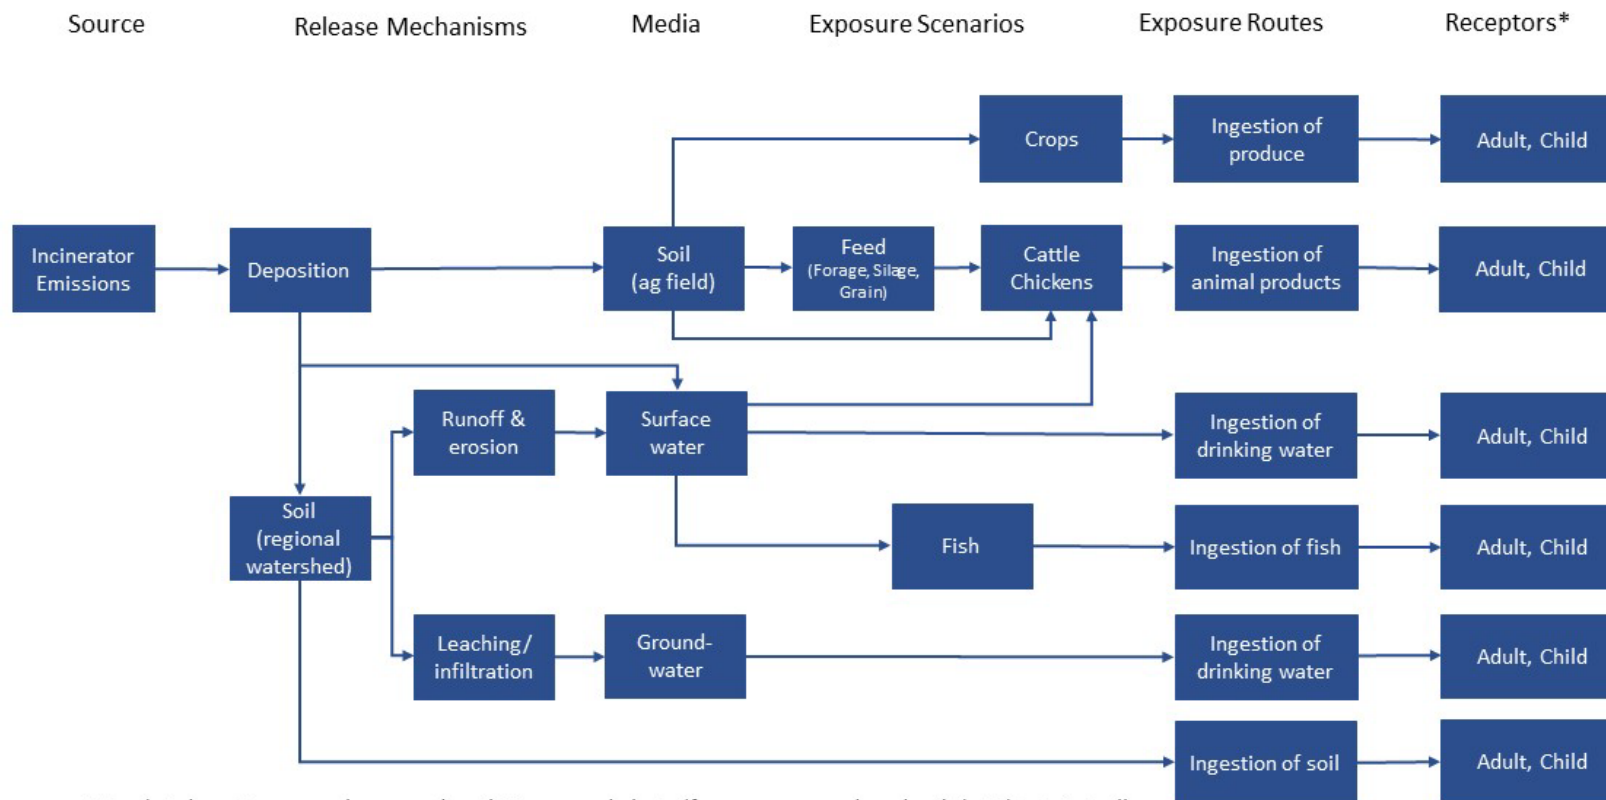 Source
Release Mechanisms
Media
Exposure Scenarios
Exposure Routes
Receptors*
Crops
Ingestion of
produce
Adult, Child
Incinerator
Emissions
Deposition
Soil
(ag field)
Feed
(Forage, Silage,
Grain)
Cattle
Chickens
Ingestion of
animal products
Adult, Child
Runoff &
erosion
Surface
water
Ingestion of
drinking water
Adult, Child
Soil
(regional
watershed)
Fish
Ingestion of fish
Adult, Child
Leaching/
infiltration
Ground-
water
Ingestion of
drinking water
Adult, Child
Ingestion of soil
Adult, Child